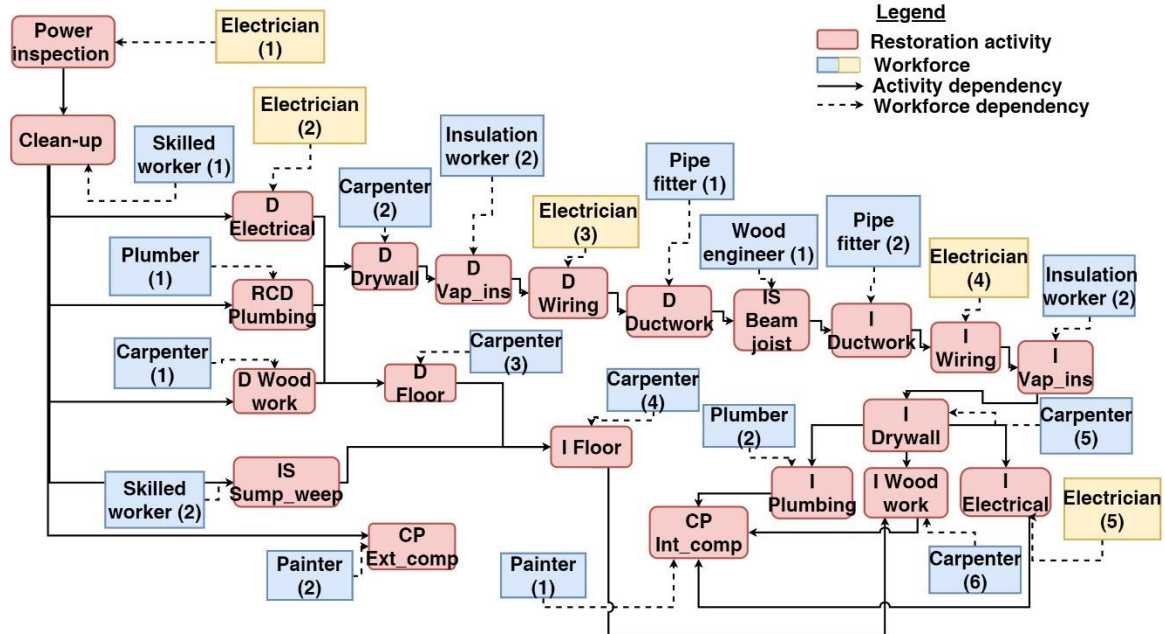 Legend
Restoration activity
Workforce
Activity dependency
Workforce dependency
Power
inspection
Electrician
(1)
Clean-up
Skilled
worker (1)
Electrician
(2)
D
Electrical
Carpenter
(2)
Insulation
worker (2)
Electrician
(3)
Pipe
fitter (1)
Wood
engineer (1)
Pipe
fitter (2)
Electrician
(4)
Insulation
worker (2)
Plumber
(1)
RCD
Plumbing
D
Drywall
D
Vap_ins
D
Wiring
D
Ductwork
IS
Beam
joist
I
Ductwork
I
Wiring
I
Vap_ins
Carpenter
(1)
D Wood
work
D
Floor
Carpenter
(3)
Carpenter
(4)
I Floor
Plumber
(2)
I
Drywall
Carpenter
(5)
Skilled
worker (2)
IS
Sump_weep
I
Plumbing
I Wood
work
I
Electrical
Electrician
(5)
Painter
(2)
CP
Ext_comp
Painter
(1)
CP
Int_comp
Carpenter
(6)